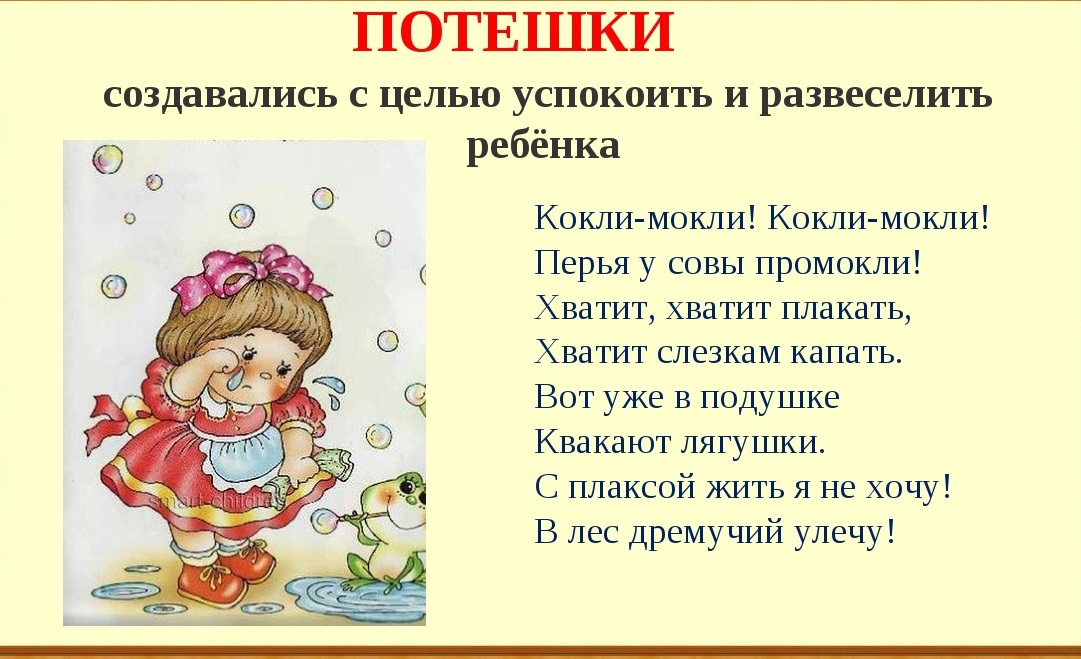 ПОТЕШКИ
создавались с целью успокоить и развеселить
ребёнка
Кокли-мокли! Кокли-мокли!
Перья у совы промокли!
Хватит, хватит плакать,
Хватит слезкам капать.
Вот уже в подушке
Квакают лягушки.
С плаксой жить я не хочу!
В лес дремучий улечу!